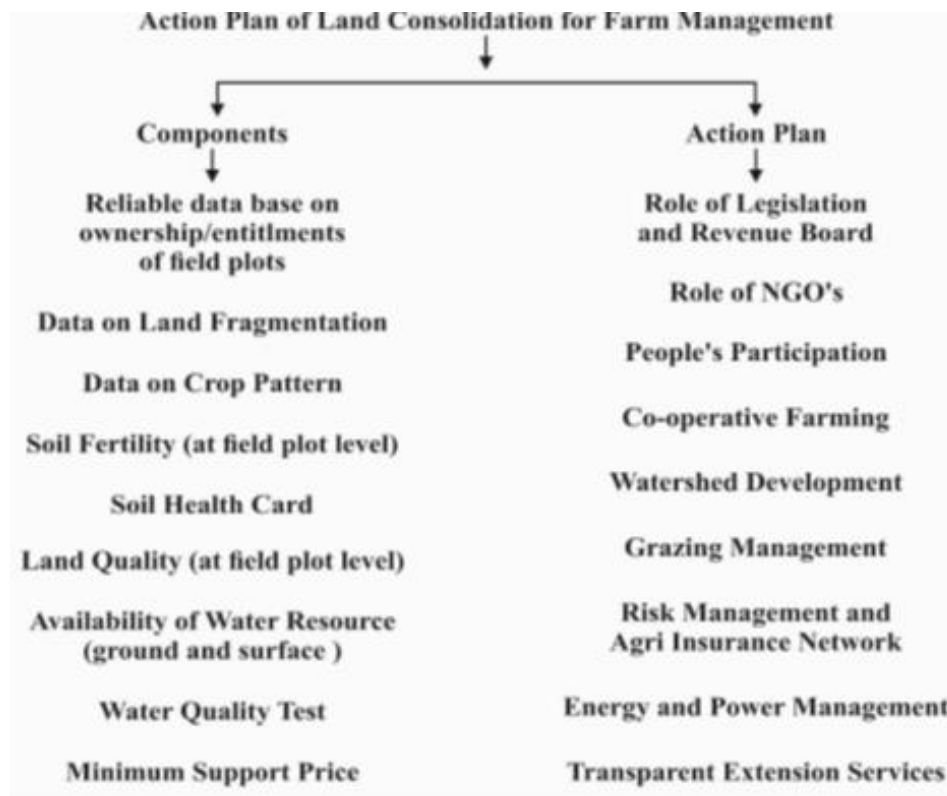 Action Plan of Land Consolidation for Farm Management
Components
Reliable data base on
ownership/entitlments
of field plots
Data on Land Fragmentation
Data on Crop Pattern
Soil Fertility (at field plot level)
Soil Health Card
Land Quality (at field plot level)
Availability of Water Resource
(ground and surface )
Water Quality Test
Minimum Support Price
Action Plan
Role of Legislation
and Revenue Board
Role of NGO's
People's Participation
Co-operative Farming
Watershed Development
Grazing Management
Risk Management and
Agri Insurance Network
Energy and Power Management
Transparent Extension Services